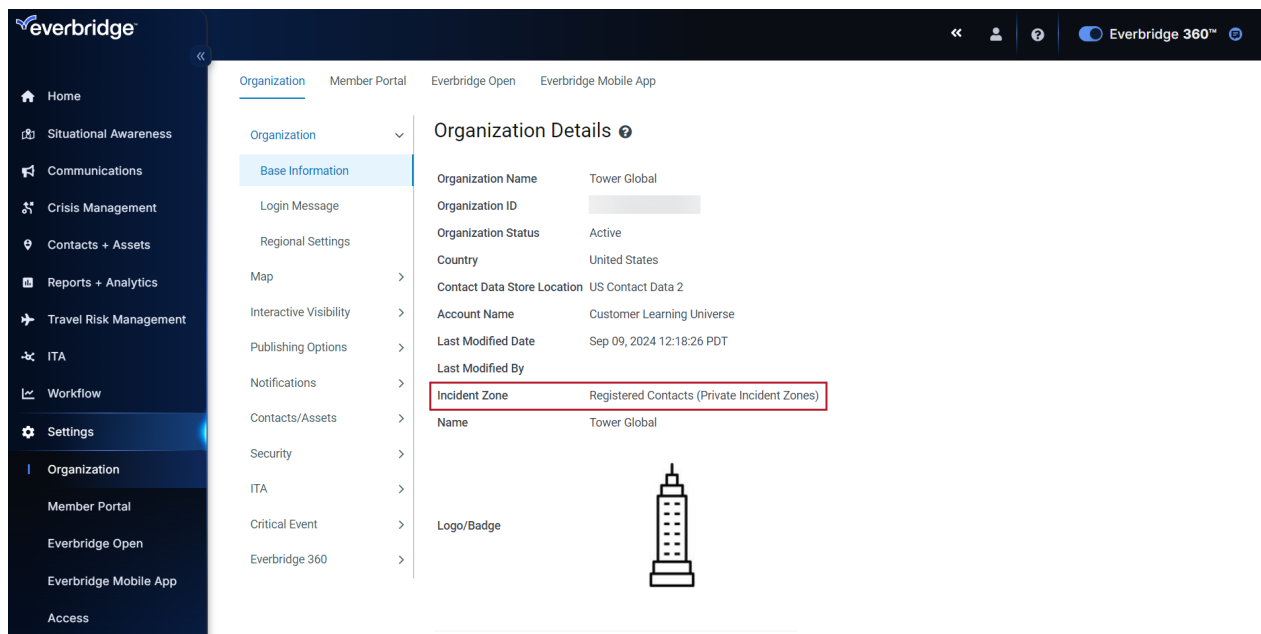 everbridge™
Everbridge 360™
Home
Situational Awareness
Communications
Crisis Management
Contacts + Assets
Reports + Analytics
Travel Risk Management
ITA
Workflow
Settings
Organization
Member Portal
Everbridge Open
Everbridge Mobile App
Access
Organization Member Portal Everbridge Open Everbridge Mobile App
Organization
Base Information
Login Message
Regional Settings
Map
Interactive Visibility
Publishing Options
Notifications
Contacts/Assets
Security
ITA
Critical Event
Everbridge 360
Organization Details
Organization Name Tower Global
Organization ID
Organization Status Active
Country United States
Contact Data Store Location US Contact Data 2
Account Name Customer Learning Universe
Last Modified Date Sep 09, 2024 12:18:26 PDT
Last Modified By
Incident Zone Registered Contacts (Private Incident Zones)
Name Tower Global
Logo/Badge